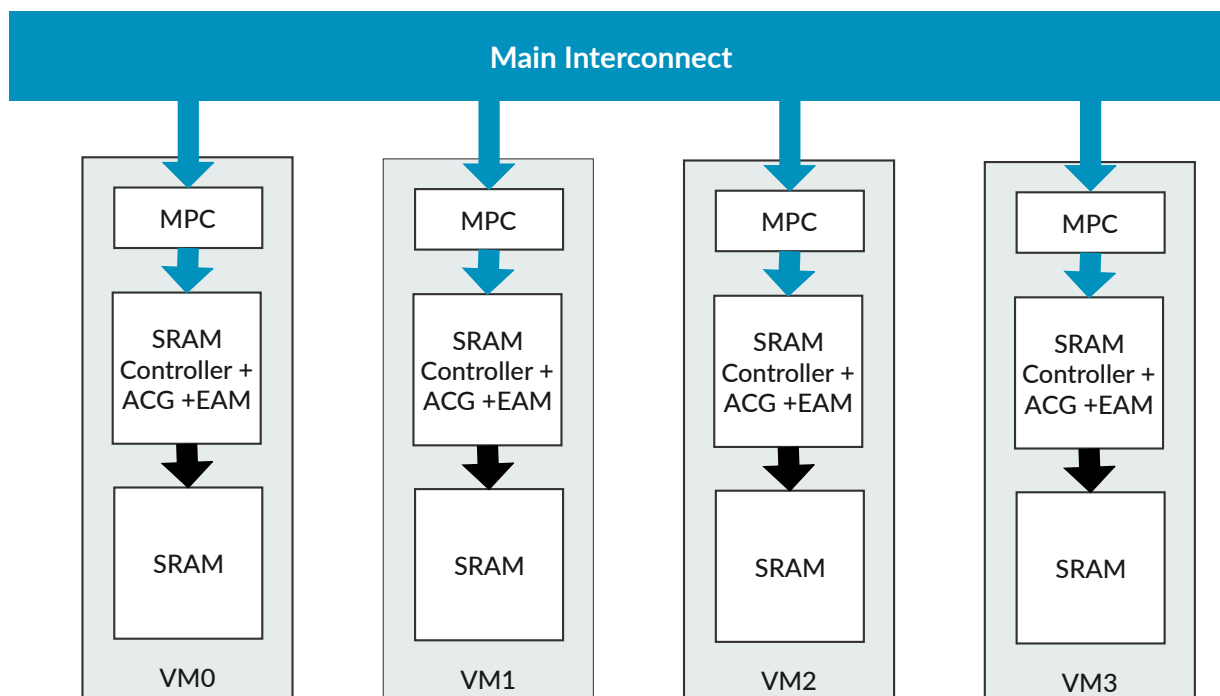 Main Interconnect
MPC
SRAM
Controller +
ACG +EAM
SRAM
VM0
MPC
SRAM
Controller +
ACG +EAM
SRAM
VM1
MPC
SRAM
Controller +
ACG +EAM
SRAM
VM2
MPC
SRAM
Controller +
ACG +EAM
SRAM
VM3